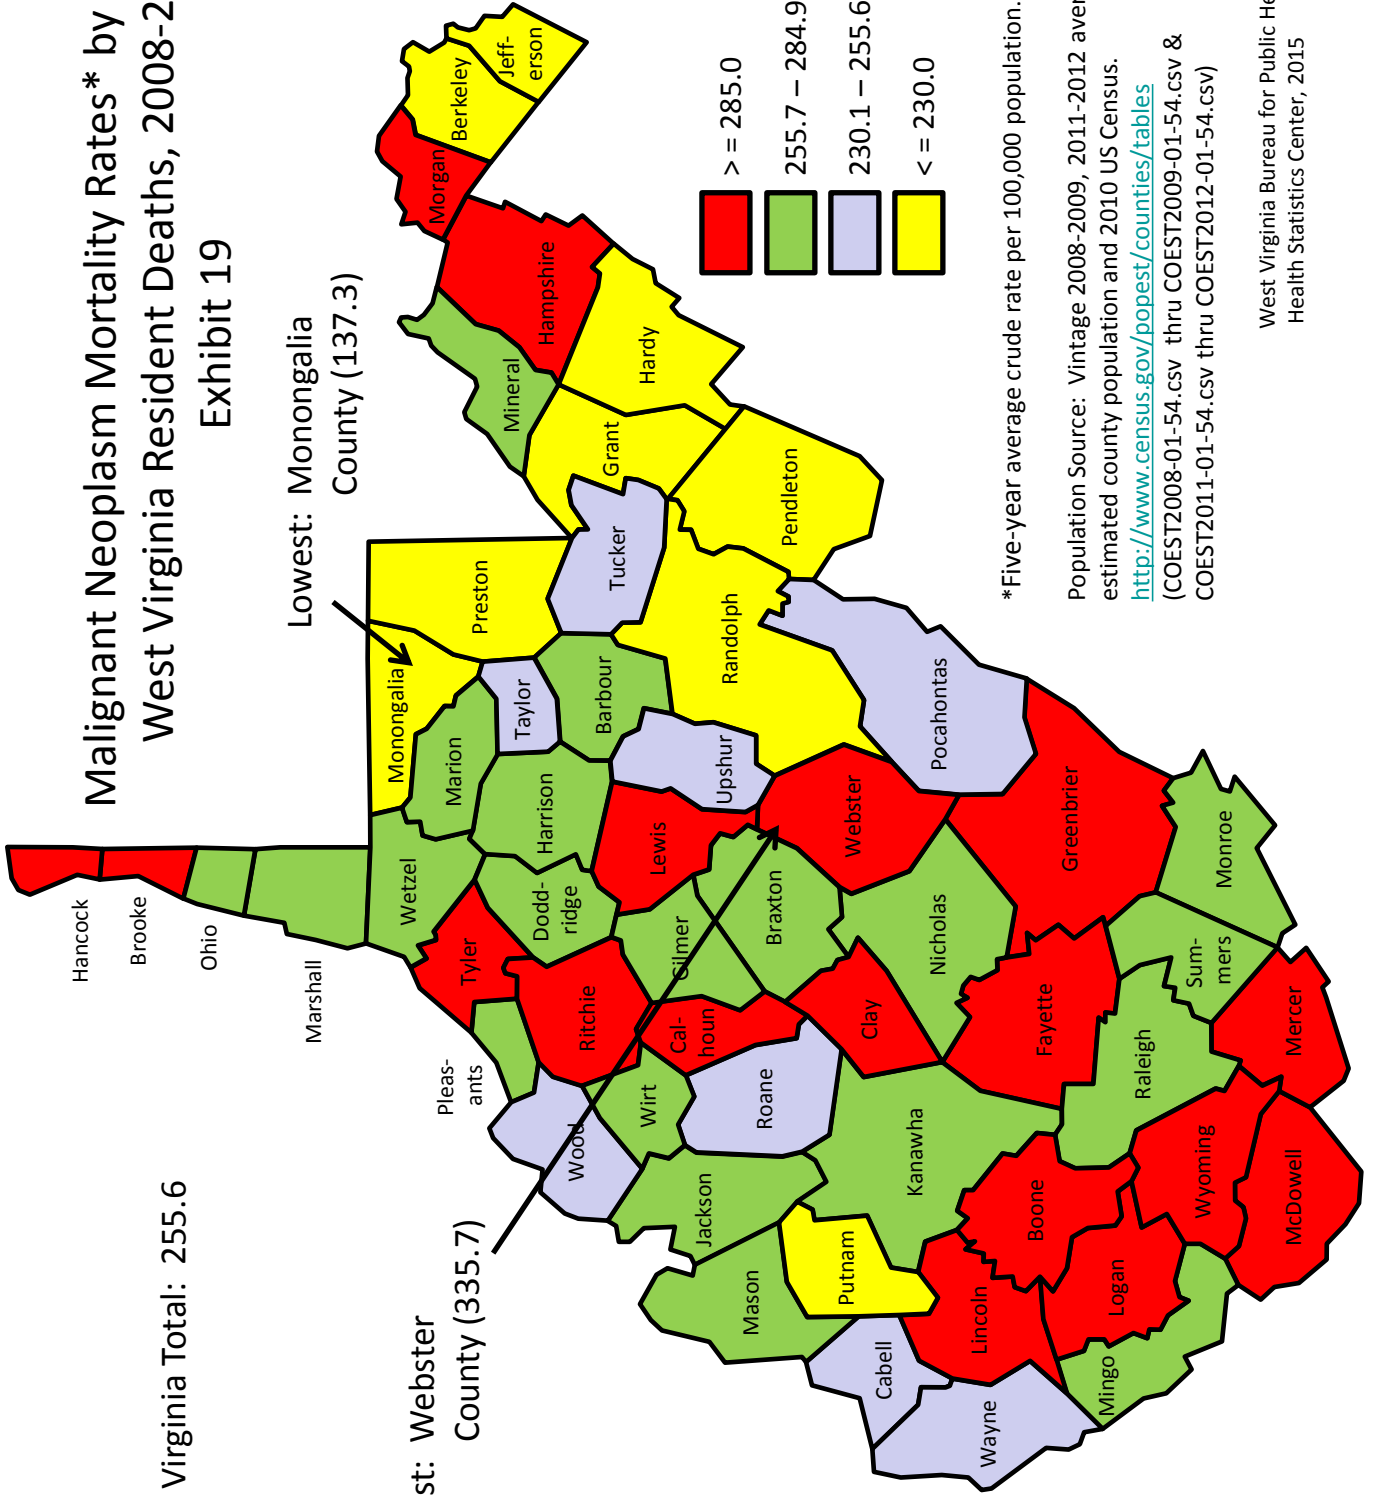 Malignant Neoplasm Mortality Rates* by
West Virginia Resident Deaths, 2008-2
Exhibit 19
Virginia Total: 255.6
Lowest: Monongalia
County (137.3)
st: Webster
County (335.7)
Hancock
Brooke
Ohio
Marshall
Wetzel
Monongalia
Marion
Preston
Taylor
Tyler
Pleas-
ants
Dodd-
ridge
Harrison
Barbour
Tucker
Mineral
Grant
Hampshire
Hardy
Morgan
Berkeley
Jeff-
erson
Wood
Ritchie
Wirt
Cal-
houn
Gilmer
Lewis
Upshur
Randolph
Pendleton
Jackson
Roane
Braxton
Webster
Pocahontas
Mason
Putnam
Kanawha
Clay
Nicholas
Greenbrier
Cabell
Wayne
Lincoln
Boone
Fayette
Logan
Mingo
Raleigh
Sum-
mers
Monroe
Wyoming
McDowell
Mercer
> = 285.0
255.7 – 284.9
230.1 – 255.6
< = 230.0
*Five-year average crude rate per 100,000 population.
Population Source: Vintage 2008-2009, 2011-2012 aver
estimated county population and 2010 US Census.
http://www.census.gov/popest/counties/tables
(COEST2008-01-54.csv thru COEST2009-01-54.csv &
COEST2011-01-54.csv thru COEST2012-01-54.csv)
West Virginia Bureau for Public He
Health Statistics Center, 2015